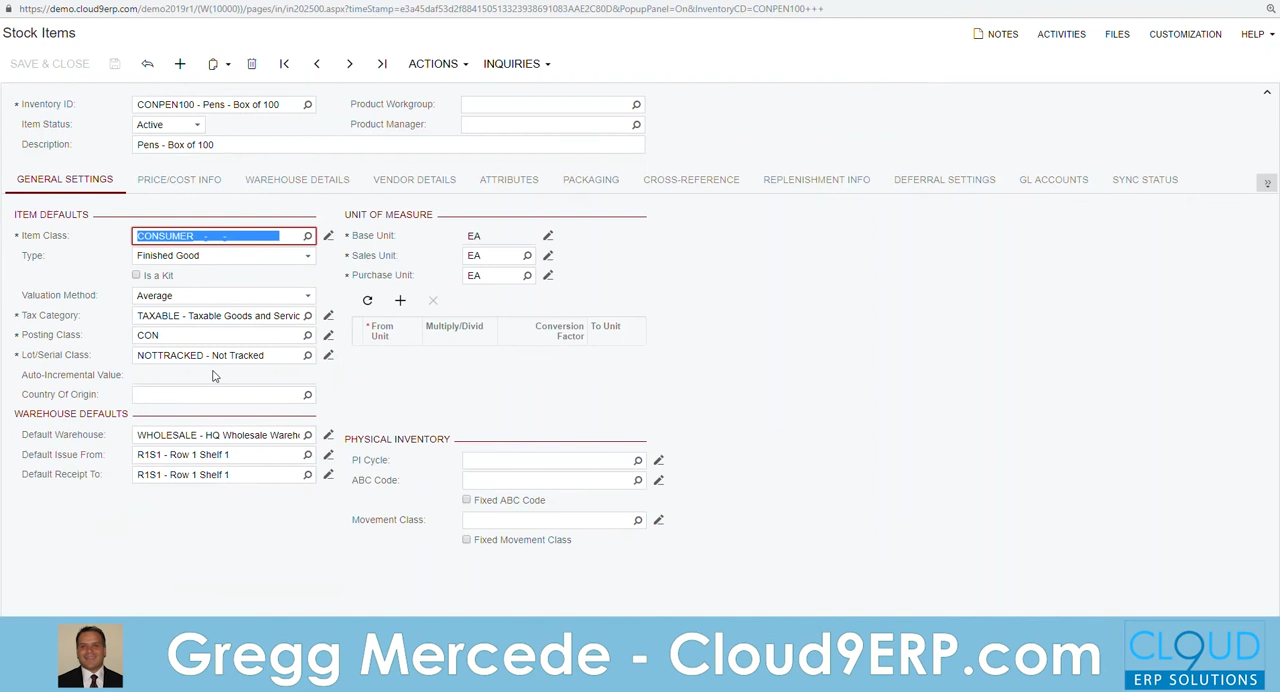 https://demo.cloud9erp.com/demo2019r1/(W(10000))/pages/in/in202500.aspx?timeStamp=e3a45daf53d2f884150513323938691083AAE2C80D&PopupPanel=On&InventoryCD=CONPEN100+++
Stock Items
NOTES ACTIVITIES FILES CUSTOMIZATION HELP
SAVE & CLOSE ACTIONS INQUIRIES
* Inventory ID: CONPEN100 - Pens - Box of 100 Product Workgroup:
Item Status: Active Product Manager:
Description: Pens - Box of 100
GENERAL SETTINGS PRICE/COST INFO WAREHOUSE DETAILS VENDOR DETAILS ATTRIBUTES PACKAGING CROSS-REFERENCE REPLENISHMENT INFO DEFERRAL SETTINGS GL ACCOUNTS SYNC STATUS
ITEM DEFAULTS UNIT OF MEASURE
* Item Class: CONSUMER - - * Base Unit: EA
Type: Finished Good * Sales Unit: EA
Is a Kit * Purchase Unit: EA
Valuation Method: Average
* Tax Category: TAXABLE - Taxable Goods and Servic
* From Unit Multiply/Divid Conversion Factor To Unit
* Posting Class: CON
* Lot/Serial Class: NOTTRACKED - Not Tracked
Auto-Incremental Value:
Country Of Origin:
WAREHOUSE DEFAULTS
Default Warehouse: WHOLESALE - HQ Wholesale Wareho
PHYSICAL INVENTORY
Default Issue From: R1S1 - Row 1 Shelf 1 PI Cycle:
Default Receipt To: R1S1 - Row 1 Shelf 1 ABC Code:
Fixed ABC Code
Movement Class:
Fixed Movement Class
Gregg Mercede - Cloud9ERP.com
CLOUD9
ERP SOLUTIONS